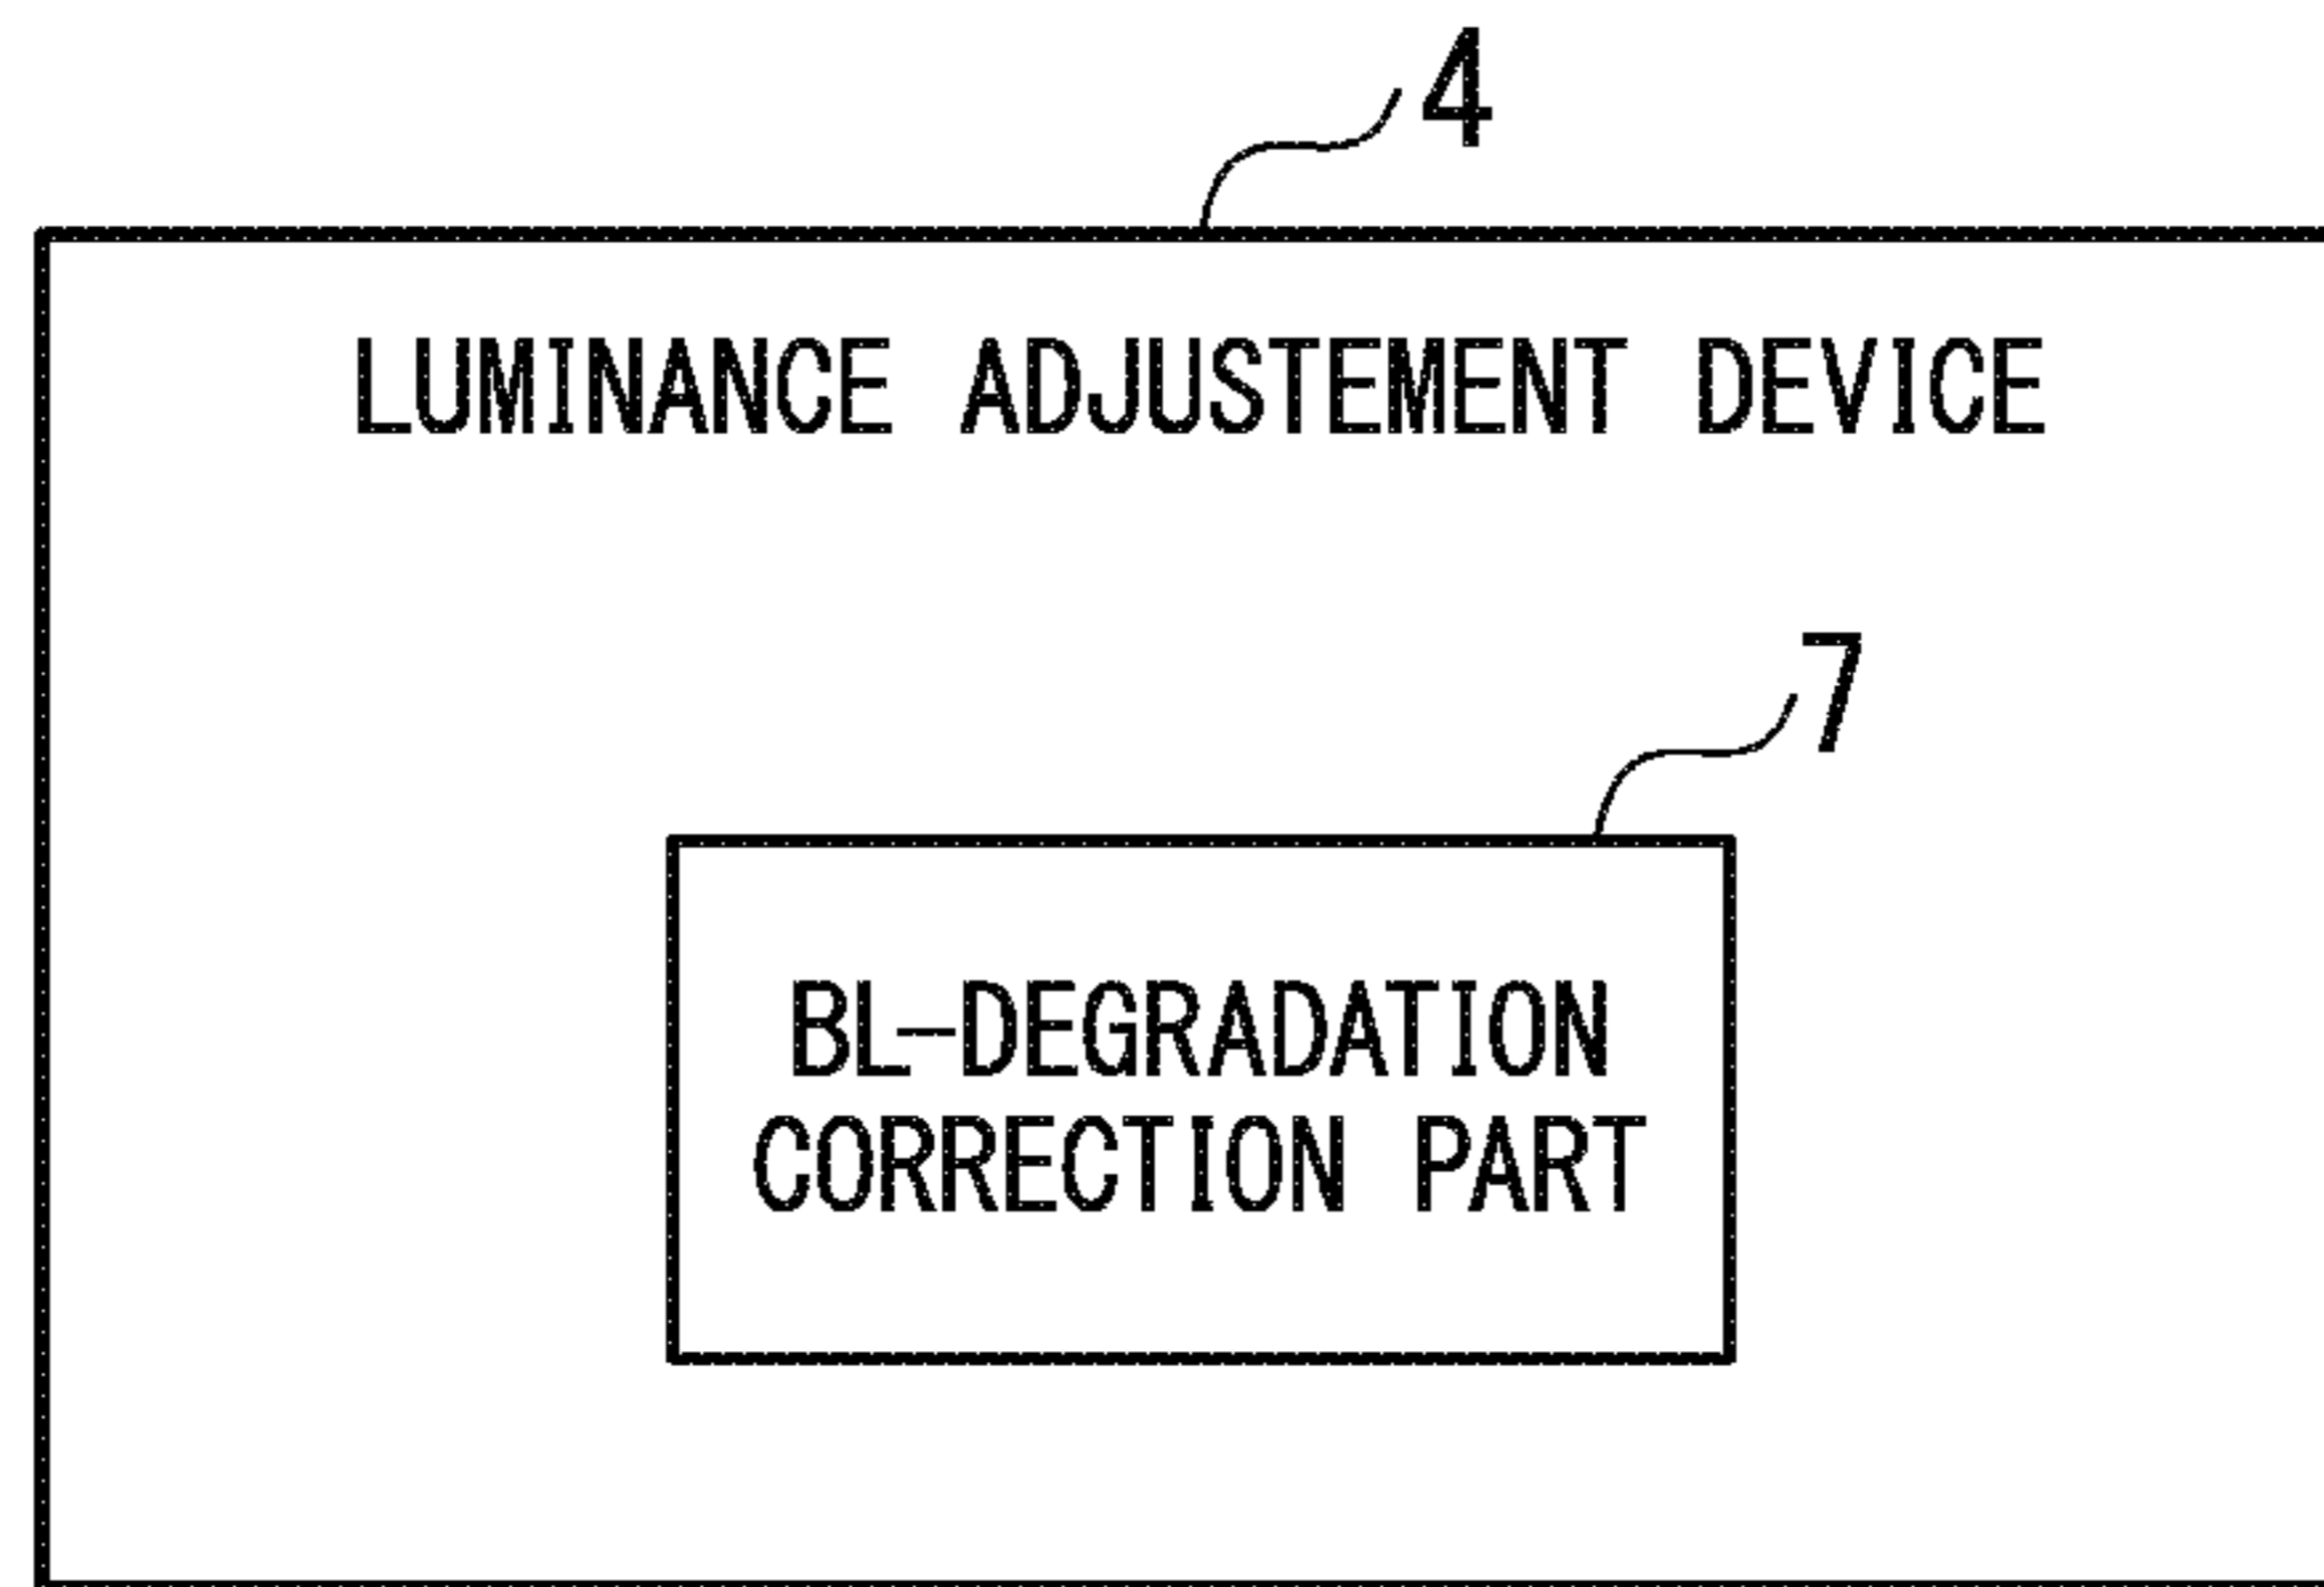 4
LUMINANCE ADJUSTEMENT DEVICE
7
BL-DEGRADATION
CORRECTION PART